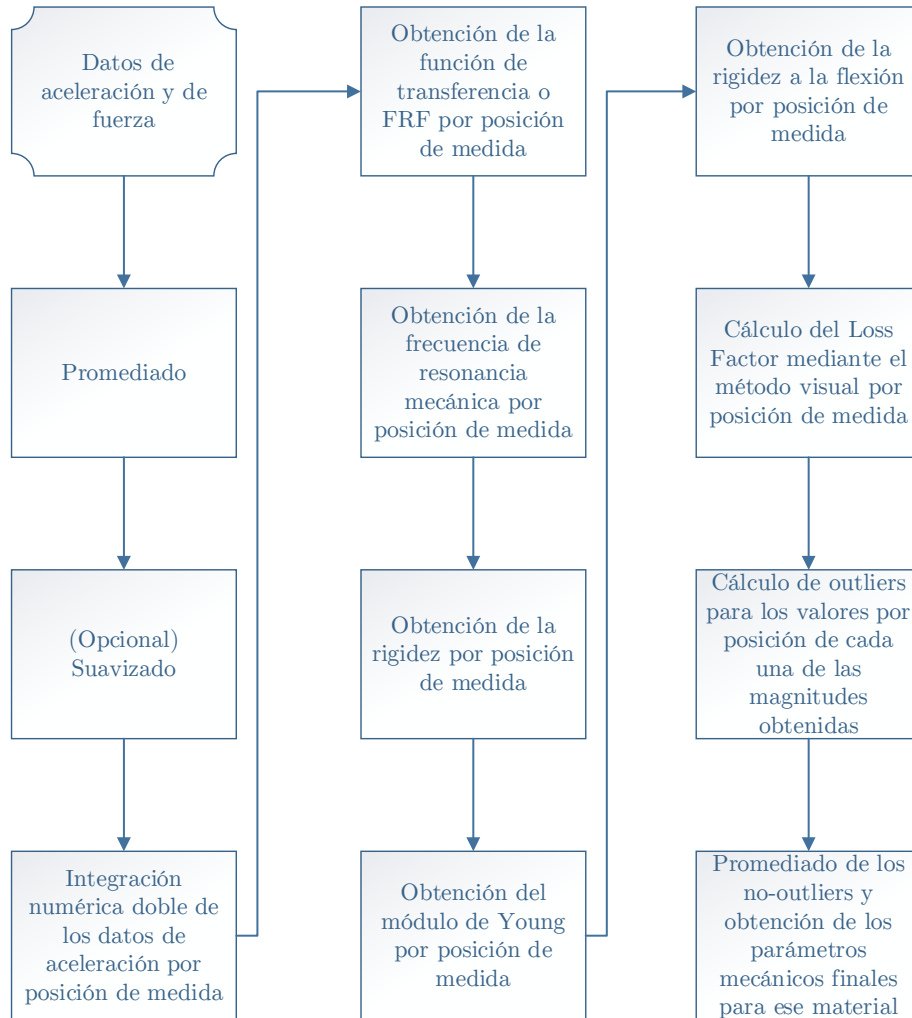 Datos de
aceleración y de
fuerza
Promediado
(Opcional)
Suavizado
Integración
numérica doble de
los datos de
aceleración por
posición de medida
Obtención de la
función de
transferencia o
FRF por posición
de medida
Obtención de la
frecuencia de
resonancia
mecánica por
posición de medida
Obtención de la
rigidez por posición
de medida
Obtención del
módulo de Young
por posición de
medida
Obtención de la
rigidez a la flexión
por posición de
medida
Cálculo del Loss
Factor mediante el
método visual por
posición de medida
Cálculo de outliers
para los valores por
posición de cada
una de las
magnitudes
obtenidas
Promediado de los
no-outliers y
obtención de los
parámetros
mecánicos finales
para ese material